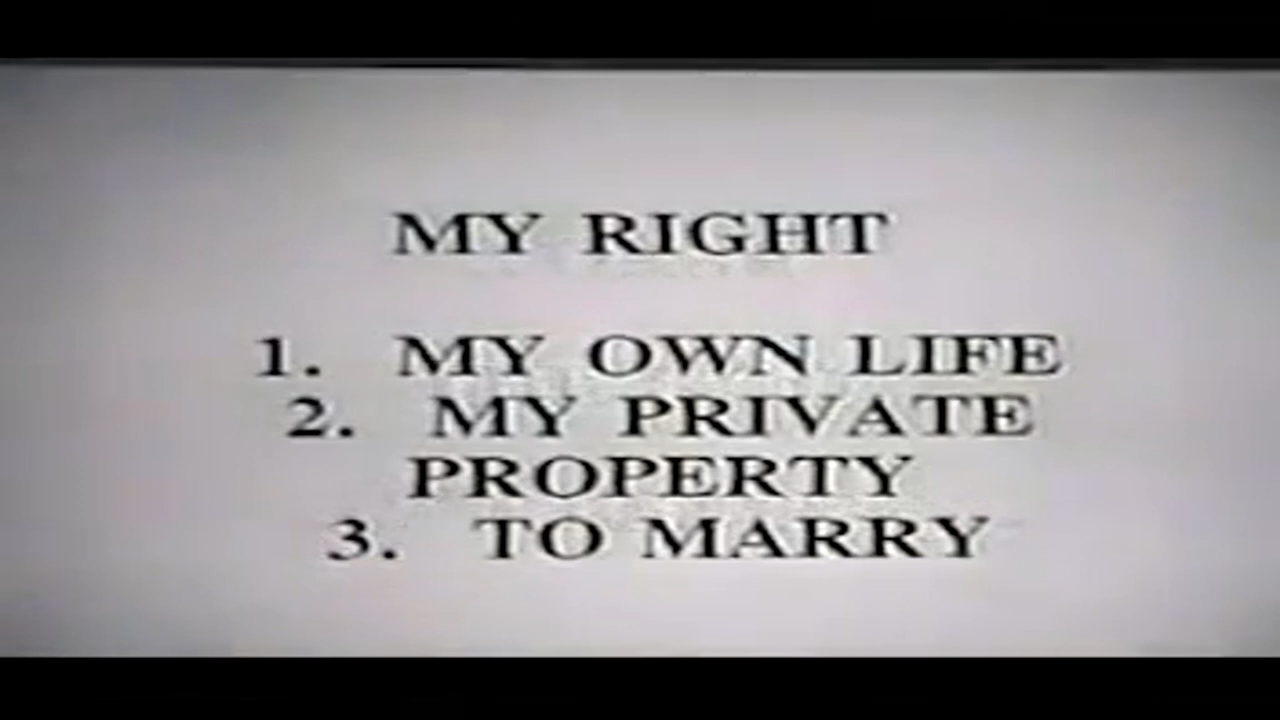 MY RIGHT
1. MY OWN LIFE
2. MY PRIVATE
PROPERTY
3. TO MARRY